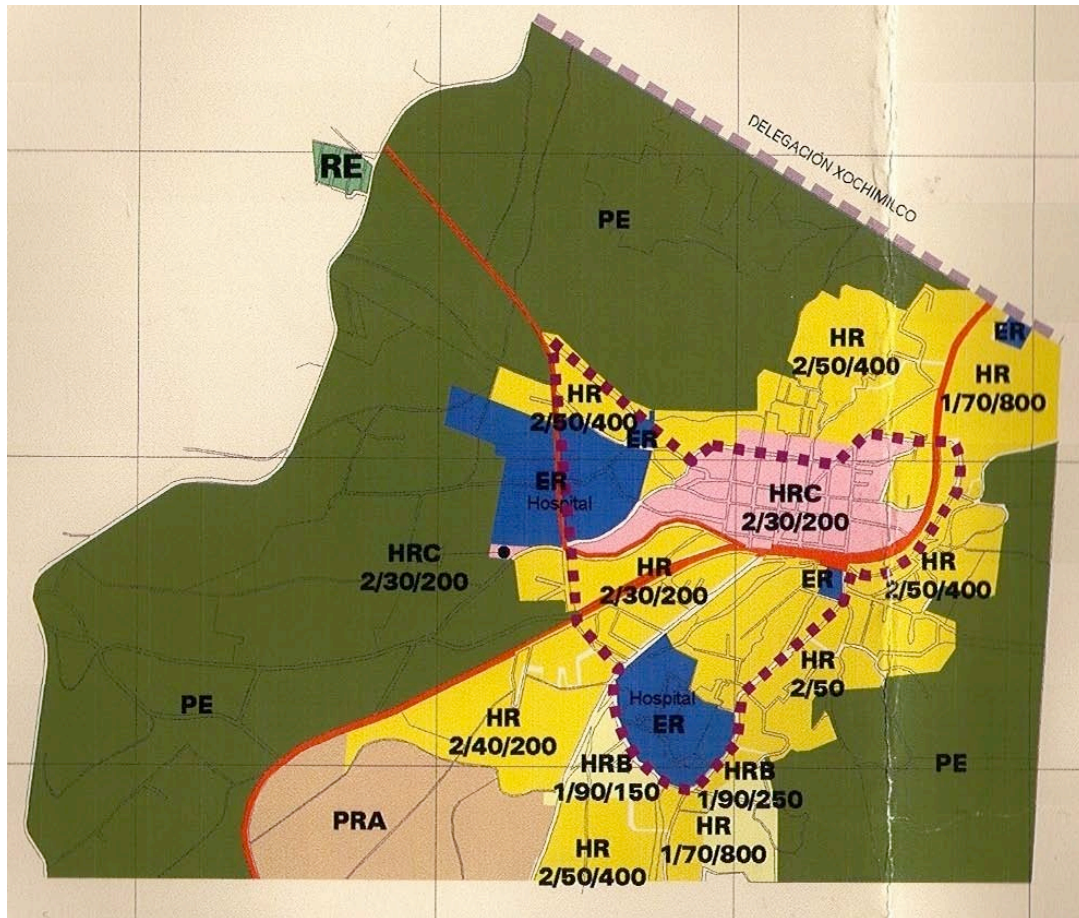 DELEGACIÓN XOCHIMILCO
RE
PE
ER
HR
2/50/400
HR
1/70/800
HR
2/50/400
ER
ER
Hospital
HRC
2/30/200
HRC
2/30/200
HR
2/30/200
ER
HR
2/50/400
HR
2/50
PE
Hospital
ER
HR
2/40/200
HRB
1/90/150
HRB
1/90/250
PE
PRA
HR
1/70/800
HR
2/50/400